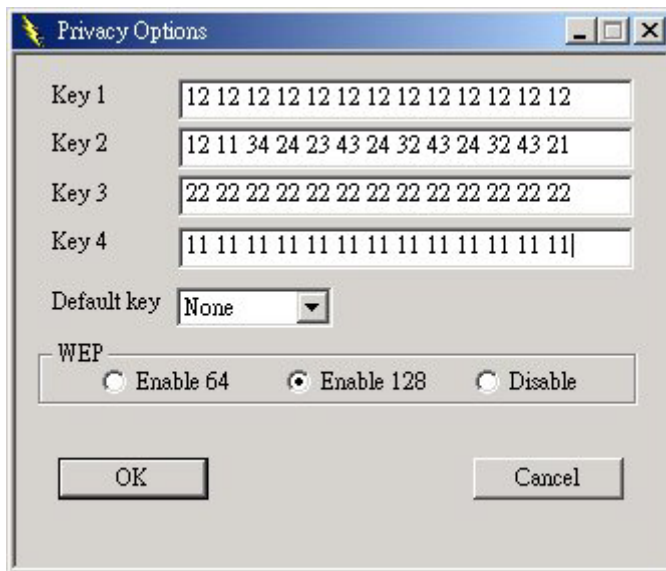 Privacy Options
Key 1 12 12 12 12 12 12 12 12 12 12 12 12 12
Key 2 12 11 34 24 23 43 24 32 43 24 32 43 21
Key 3 22 22 22 22 22 22 22 22 22 22 22 22 22
Key 4 11 11 11 11 11 11 11 11 11 11 11 11 11
Default key None
WEP
Enable 64 Enable 128 Disable
OK Cancel